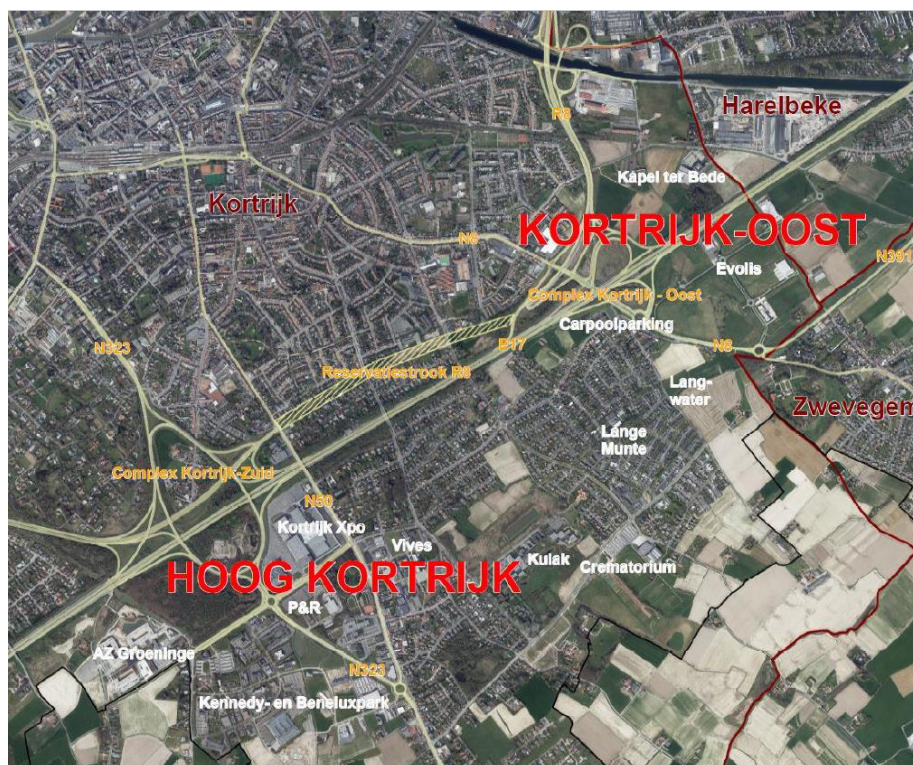 R8
Harelbeke
Kapel ter Bede
Kortrijk
KORTRIJK-OOST
N8
N391
Evolis
Complex Kortrijk - Oost
Carpoolparking
E17
N8
N323
Reservatiestrook R8
Lang-
water
Zwevegem
Lange
Munte
Complex Kortrijk-Zuid
N50
Kortrijk Xpo
Vives
Kulak
Crematorium
HOOG KORTRIJK
P&R
AZ Groeninge
N323
Kennedy- en Beneluxpark